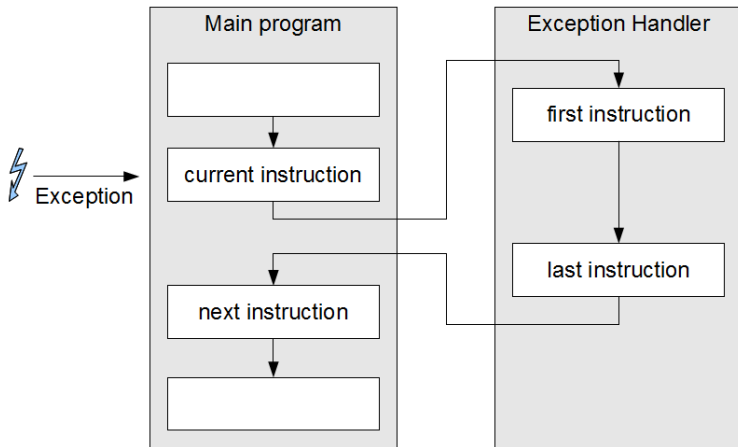 Main program
Exception Handler
first instruction
current instruction
Exception
last instruction
next instruction